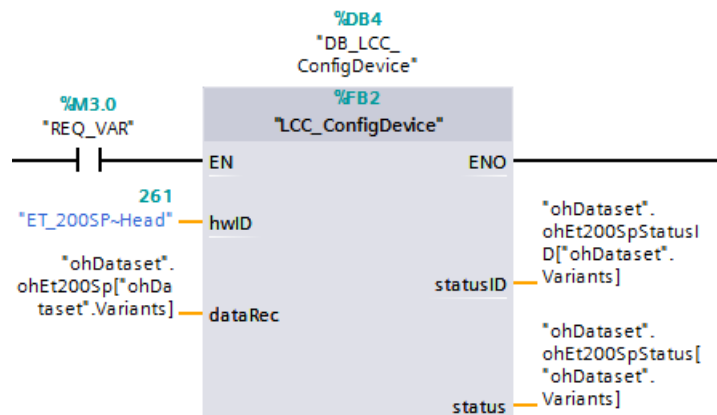 %DB4
"DB_LCC_
ConfigDevice"
%FB2
"LCC_ConfigDevice"
%M3.0
"REQ_VAR"
EN
ENO
261
"ET_200SP~Head"
hwID
"ohDataset".
ohEt200Sp["ohDa
taset".Variants]
dataRec
statusID
"ohDataset".
ohEt200SpStatusI
D["ohDataset".
Variants]
status
"ohDataset".
ohEt200SpStatus[
"ohDataset".
Variants]